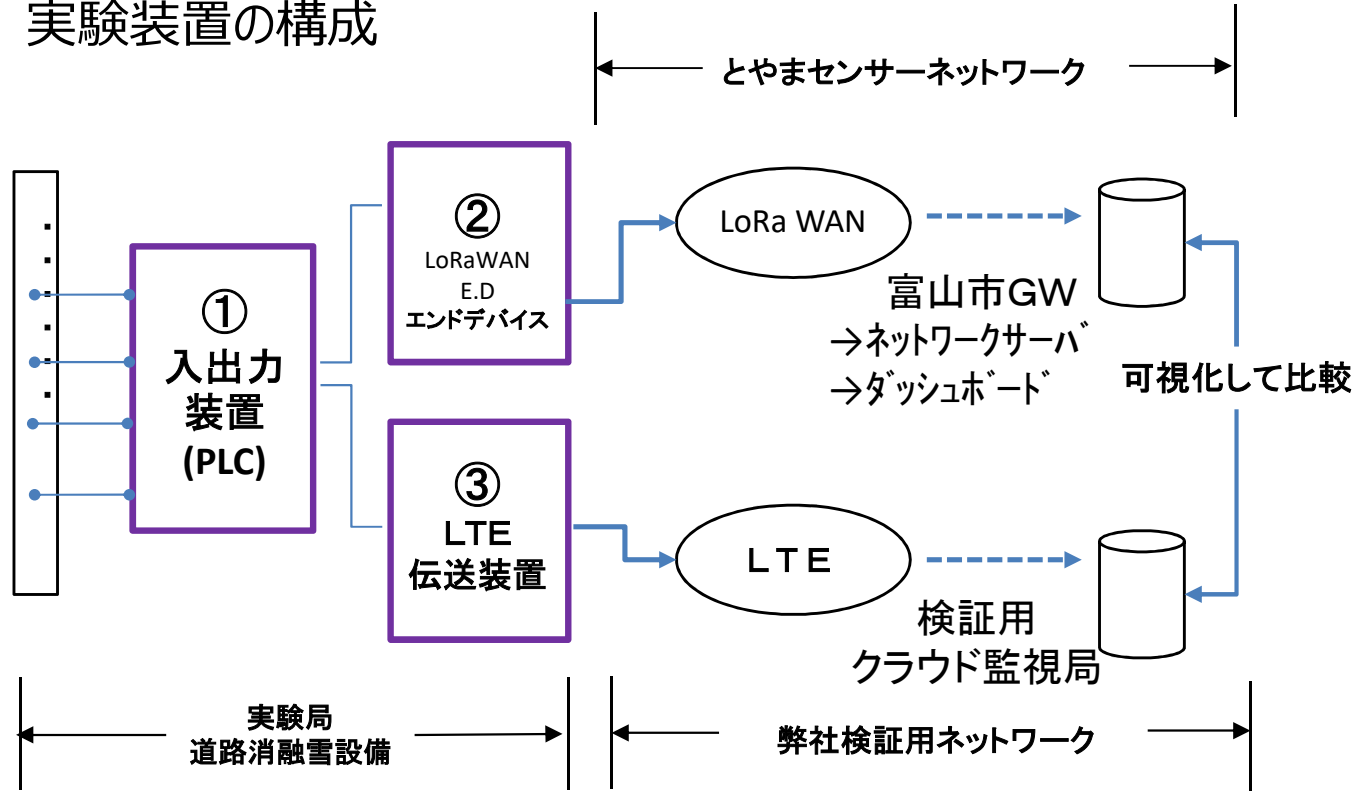 実験装置の構成
とやまセンサーネットワーク
①
入出力
装置
(PLC)
②
LoRaWAN
E.D
エンドデバイス
③
LTE
伝送装置
LoRa WAN
富山市GW
→ネットワークサーバ
→ダッシュボード
可視化して比較
LTE
検証用
クラウド監視局
実験局
道路消融雪設備
弊社検証用ネットワーク